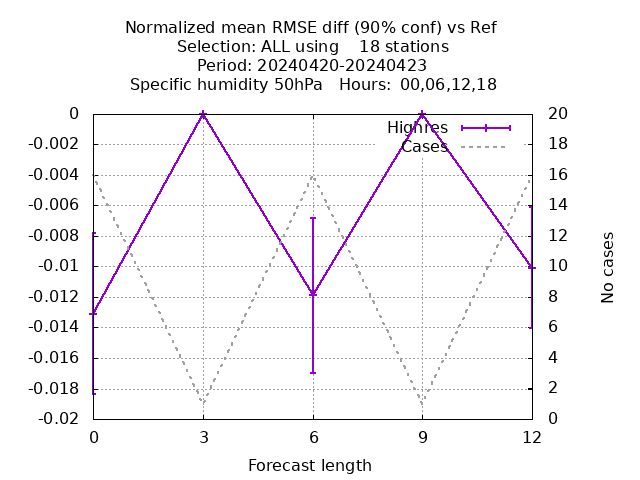 Normalized mean RMSE diff (90% conf) vs Ref
Selection: ALL using    18 stations
Period: 20240420-20240423
Specific humidity 50hPa   Hours:  00,06,12,18
0
-0.002
-0.004
-0.006
-0.008
-0.01
-0.012
-0.014
-0.016
-0.018
-0.02
20
18
16
14
12
10
8
6
4
2
0
Highres
Cases
No cases
0 3 6 9 12
Forecast length